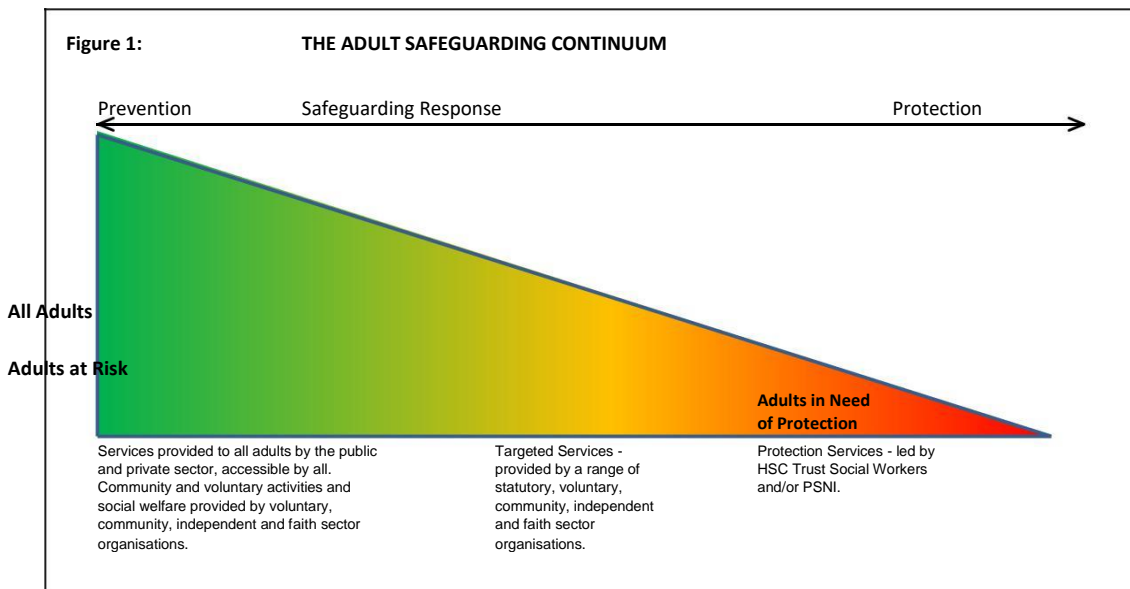 Figure 1: THE ADULT SAFEGUARDING CONTINUUM
Prevention Safeguarding Response Protection
All Adults
Adults at Risk
Adults in Need
of Protection
Services provided to all adults by the public
and private sector, accessible by all.
Community and voluntary activities and
social welfare provided by voluntary,
community, independent and faith sector
organisations.
Targeted Services -
provided by a range of
statutory, voluntary,
community, independent
and faith sector
organisations.
Protection Services - led by
HSC Trust Social Workers
and/or PSNI.